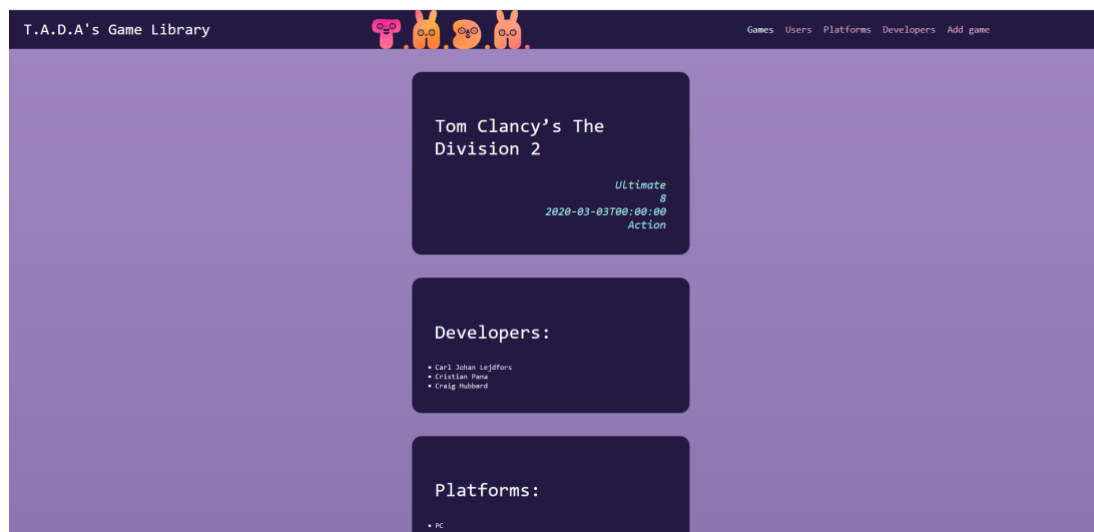 T.A.D.A's Game Library
T.A.D.A.
Games Users Platforms Developers Add game
Tom Clancy’s The
Division 2
Ultimate
8
2020-03-03T00:00:00
Action
Developers:
• Carl Johan Lejdfors
• Cristian Pana
• Craig Hubbard
Platforms:
• PC